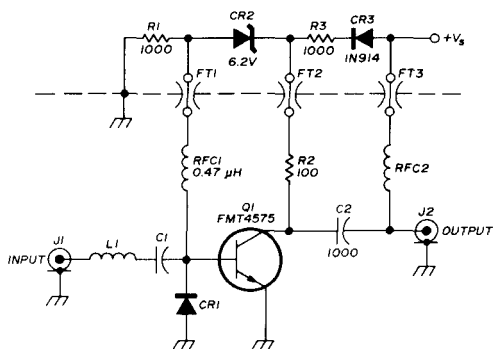 R1
1000
CR2
6.2V
R3
1000
CR3
1N914
+Vs
FT1
FT2
FT3
RFC1
0.47 µH
R2
100
RFC2
Q1
FMT4575
C2
1000
J1
INPUT
L1
C1
J2
OUTPUT
CR1